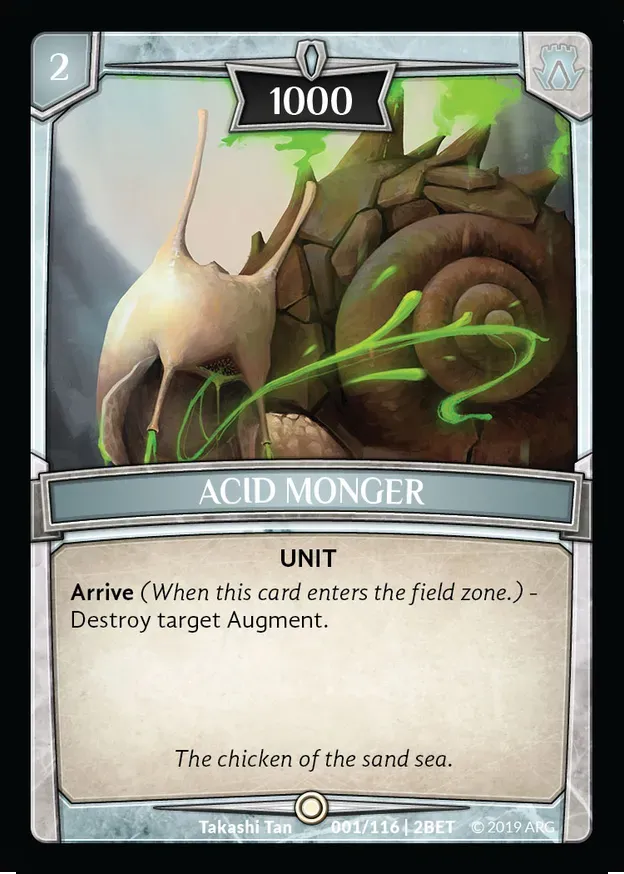 2
1000
ACID MONGER
UNIT
Arrive (When this card enters the field zone.) -
Destroy target Augment.
The chicken of the sand sea.
Takashi Tan 001/116 | 2BET © 2019 ARG